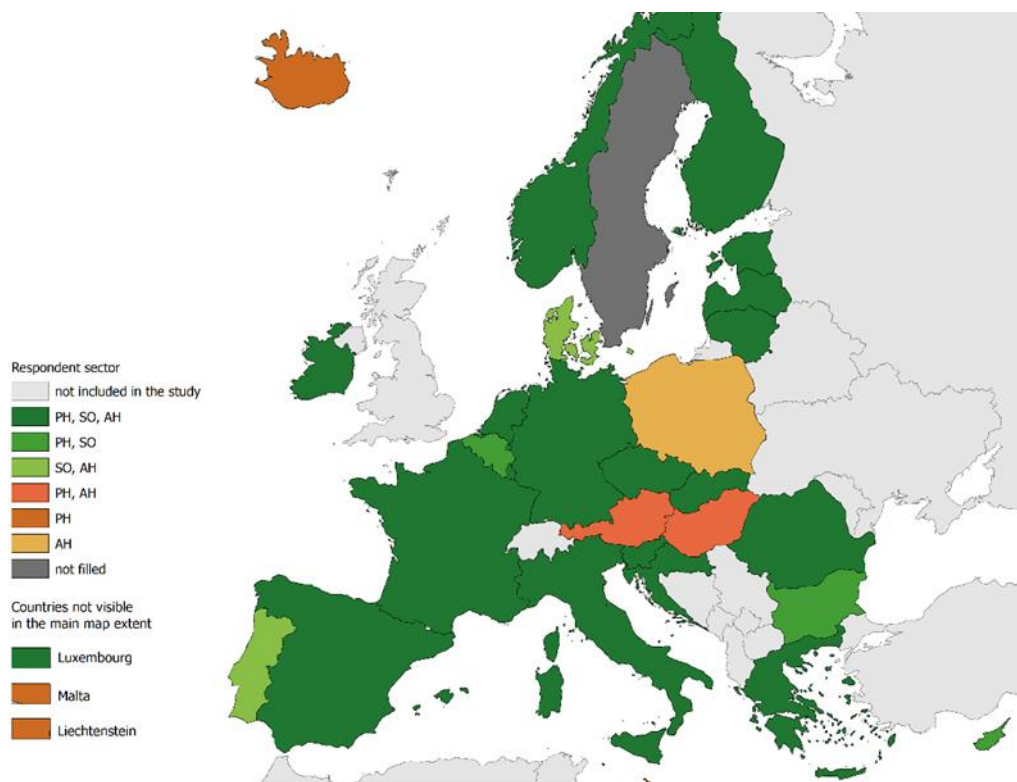 Respondent sector
not included in the study
PH, SO, AH
PH, SO
SO, AH
PH, AH
PH
AH
not filled
Countries not visible
in the main map extent
Luxembourg
Malta
Liechtenstein